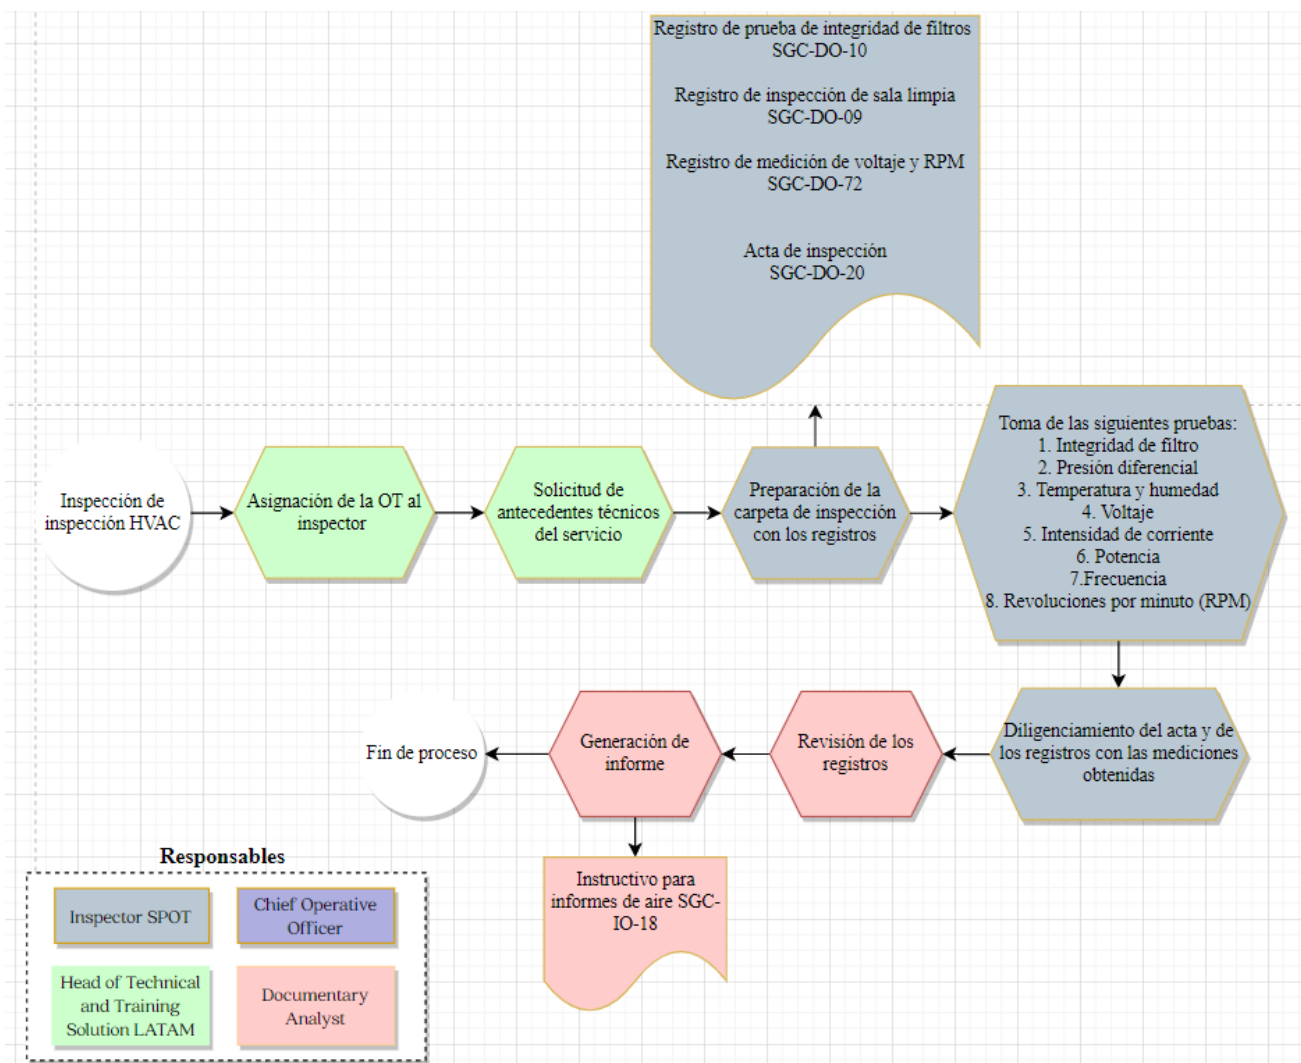 Registro de prueba de integridad de filtros
SGC-DO-10
Registro de inspección de sala limpia
SGC-DO-09
Registro de medición de voltaje y RPM
SGC-DO-72
Acta de inspección
SGC-DO-20
Inspección de
inspección HVAC
Asignación de la OT al
inspector
Solicitud de
antecedentes técnicos
del servicio
Preparación de la
carpeta de inspección
con los registros
Toma de las siguientes pruebas:
1. Integridad de filtro
2. Presión diferencial
3. Temperatura y humedad
4. Voltaje
5. Intensidad de corriente
6. Potencia
7.Frecuencia
8. Revoluciones por minuto (RPM)
Diligenciamiento del acta y de
los registros con las mediciones
obtenidas
Revisión de los
registros
Generación de
informe
Fin de proceso
Instructivo para
informes de aire SGC-
IO-18
Responsables
Inspector SPOT
Chief Operative
Officer
Head of Technical
and Training
Solution LATAM
Documentary
Analyst